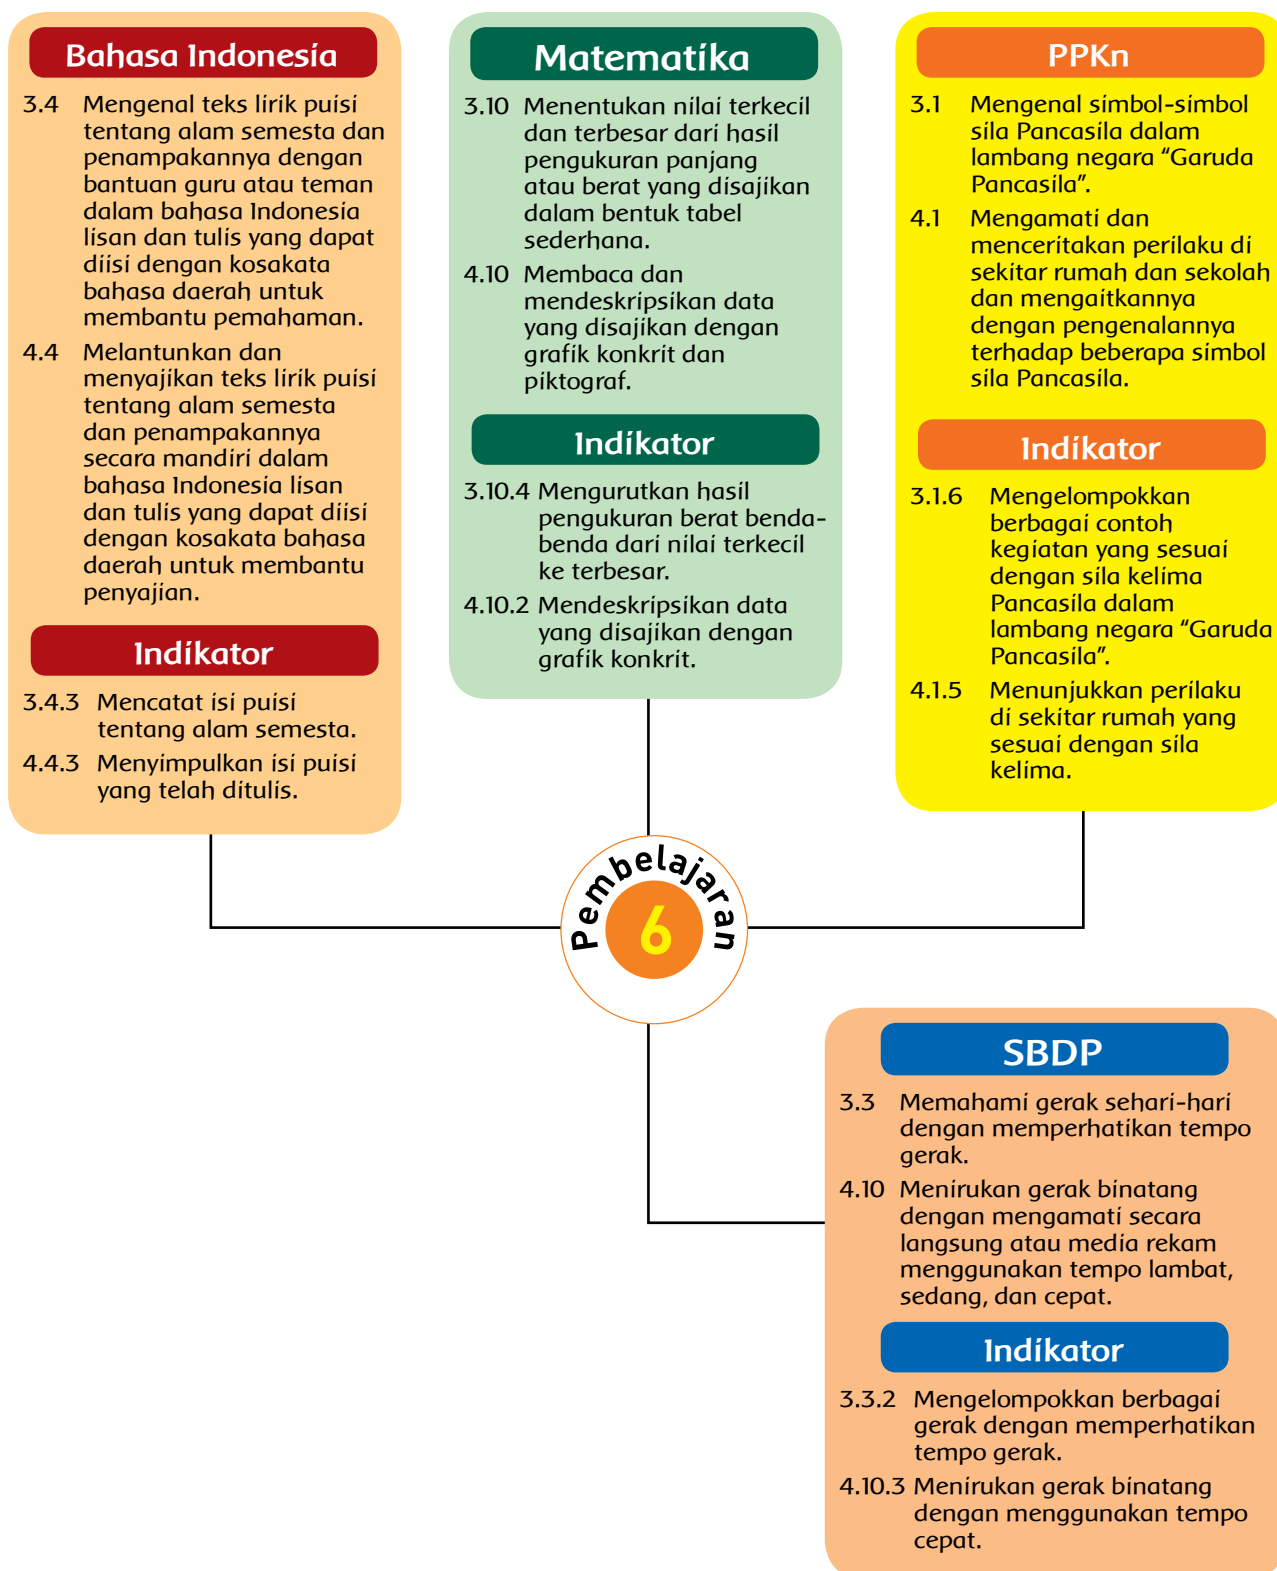 Bahasa Indonesia
3.4 Mengenal teks lirik puisi
tentang alam semesta dan
penampakannya dengan
bantuan guru atau teman
dalam bahasa Indonesia
lisan dan tulis yang dapat
diisi dengan kosakata
bahasa daerah untuk
membantu pemahaman.
4.4 Melantunkan dan
menyajikan teks lirik puisi
tentang alam semesta
dan penampakannya
secara mandiri dalam
bahasa Indonesia lisan
dan tulis yang dapat diisi
dengan kosakata bahasa
daerah untuk membantu
penyajian.
Indikator
3.4.3 Mencatat isi puisi
tentang alam semesta.
4.4.3 Menyimpulkan isi puisi
yang telah ditulis.
Matematika
3.10 Menentukan nilai terkecil
dan terbesar dari hasil
pengukuran panjang
atau berat yang disajikan
dalam bentuk tabel
sederhana.
4.10 Membaca dan
mendeskripsikan data
yang disajikan dengan
grafik konkrit dan
piktograf.
Indikator
3.10.4 Mengurutkan hasil
pengukuran berat benda-
benda dari nilai terkecil
ke terbesar.
4.10.2 Mendeskripsikan data
yang disajikan dengan
grafik konkrit.
PPKn
3.1 Mengenal simbol-simbol
sila Pancasila dalam
lambang negara “Garuda
Pancasila”.
4.1 Mengamati dan
menceritakan perilaku di
sekitar rumah dan sekolah
dan mengaitkannya
dengan pengenalannya
terhadap beberapa simbol
sila Pancasila.
Indikator
3.1.6 Mengelompokkan
berbagai contoh
kegiatan yang sesuai
dengan sila kelima
Pancasila dalam
lambang negara “Garuda
Pancasila”.
4.1.5 Menunjukkan perilaku
di sekitar rumah yang
sesuai dengan sila
kelima.
Pembelajaran
6
SBDP
3.3 Memahami gerak sehari-hari
dengan memperhatikan tempo
gerak.
4.10 Menirukan gerak binatang
dengan mengamati secara
langsung atau media rekam
menggunakan tempo lambat,
sedang, dan cepat.
Indikator
3.3.2 Mengelompokkan berbagai
gerak dengan memperhatikan
tempo gerak.
4.10.3 Menirukan gerak binatang
dengan menggunakan tempo
cepat.